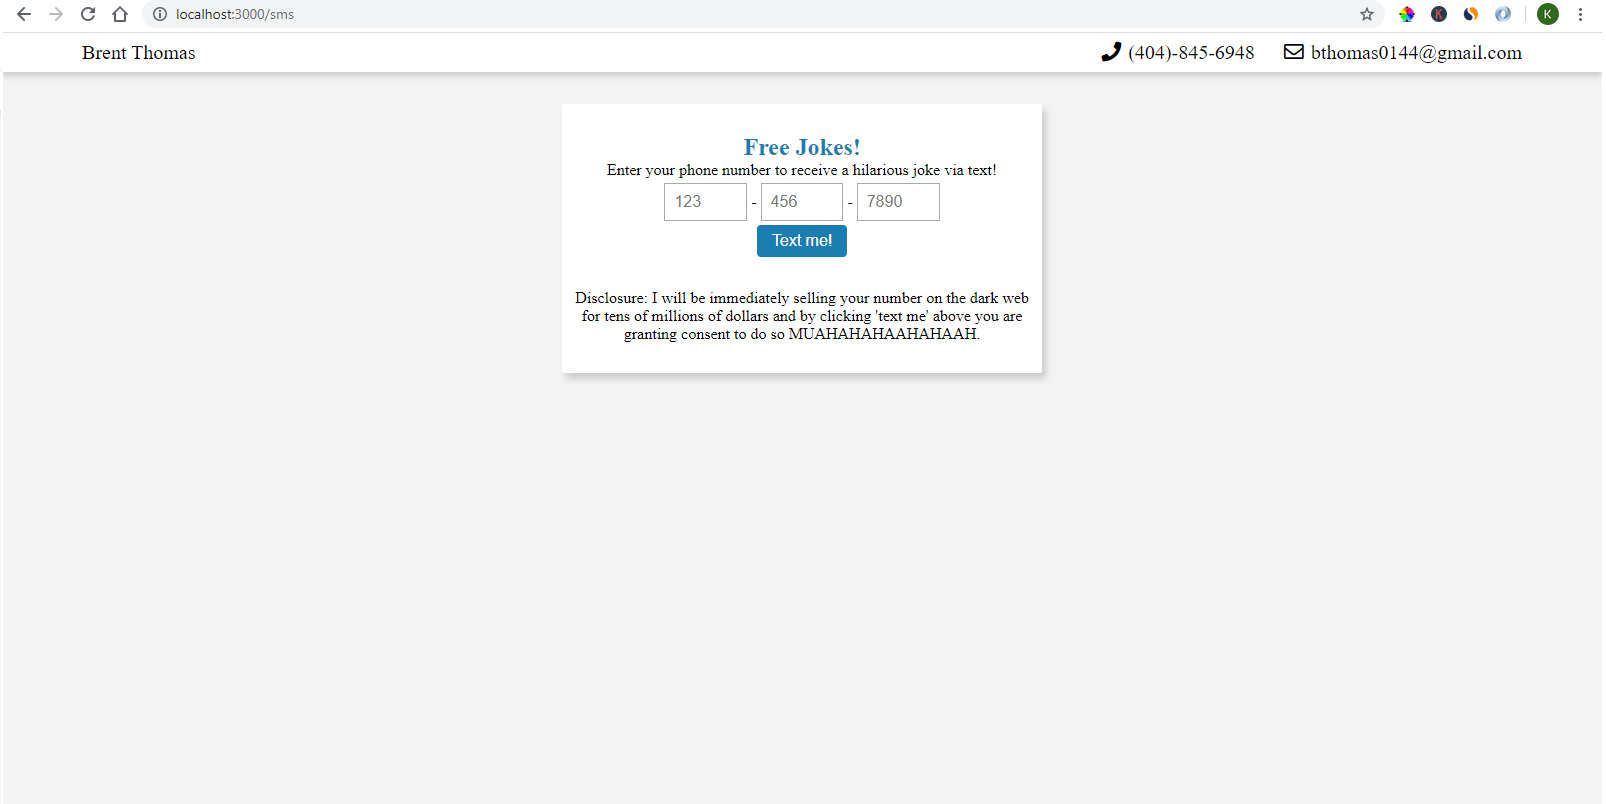 localhost:3000/sms
K
K
Brent Thomas
(404)-845-6948
bthomas0144@gmail.com
Free Jokes!
Enter your phone number to receive a hilarious joke via text!
123 - 456 - 7890
Text me!
Disclosure: I will be immediately selling your number on the dark web
for tens of millions of dollars and by clicking 'text me' above you are
granting consent to do so MUAHAHAHAAHAHAAH.